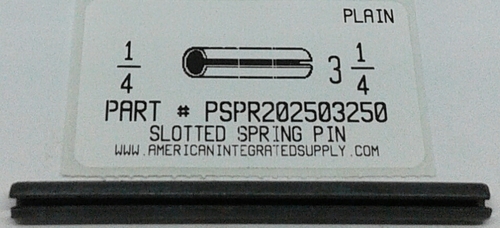 PLAIN
1/4
3 1/4
PART # PSPR202503250
SLOTTED SPRING PIN
WWW.AMERICANINTEGRATEDSUPPLY.COM